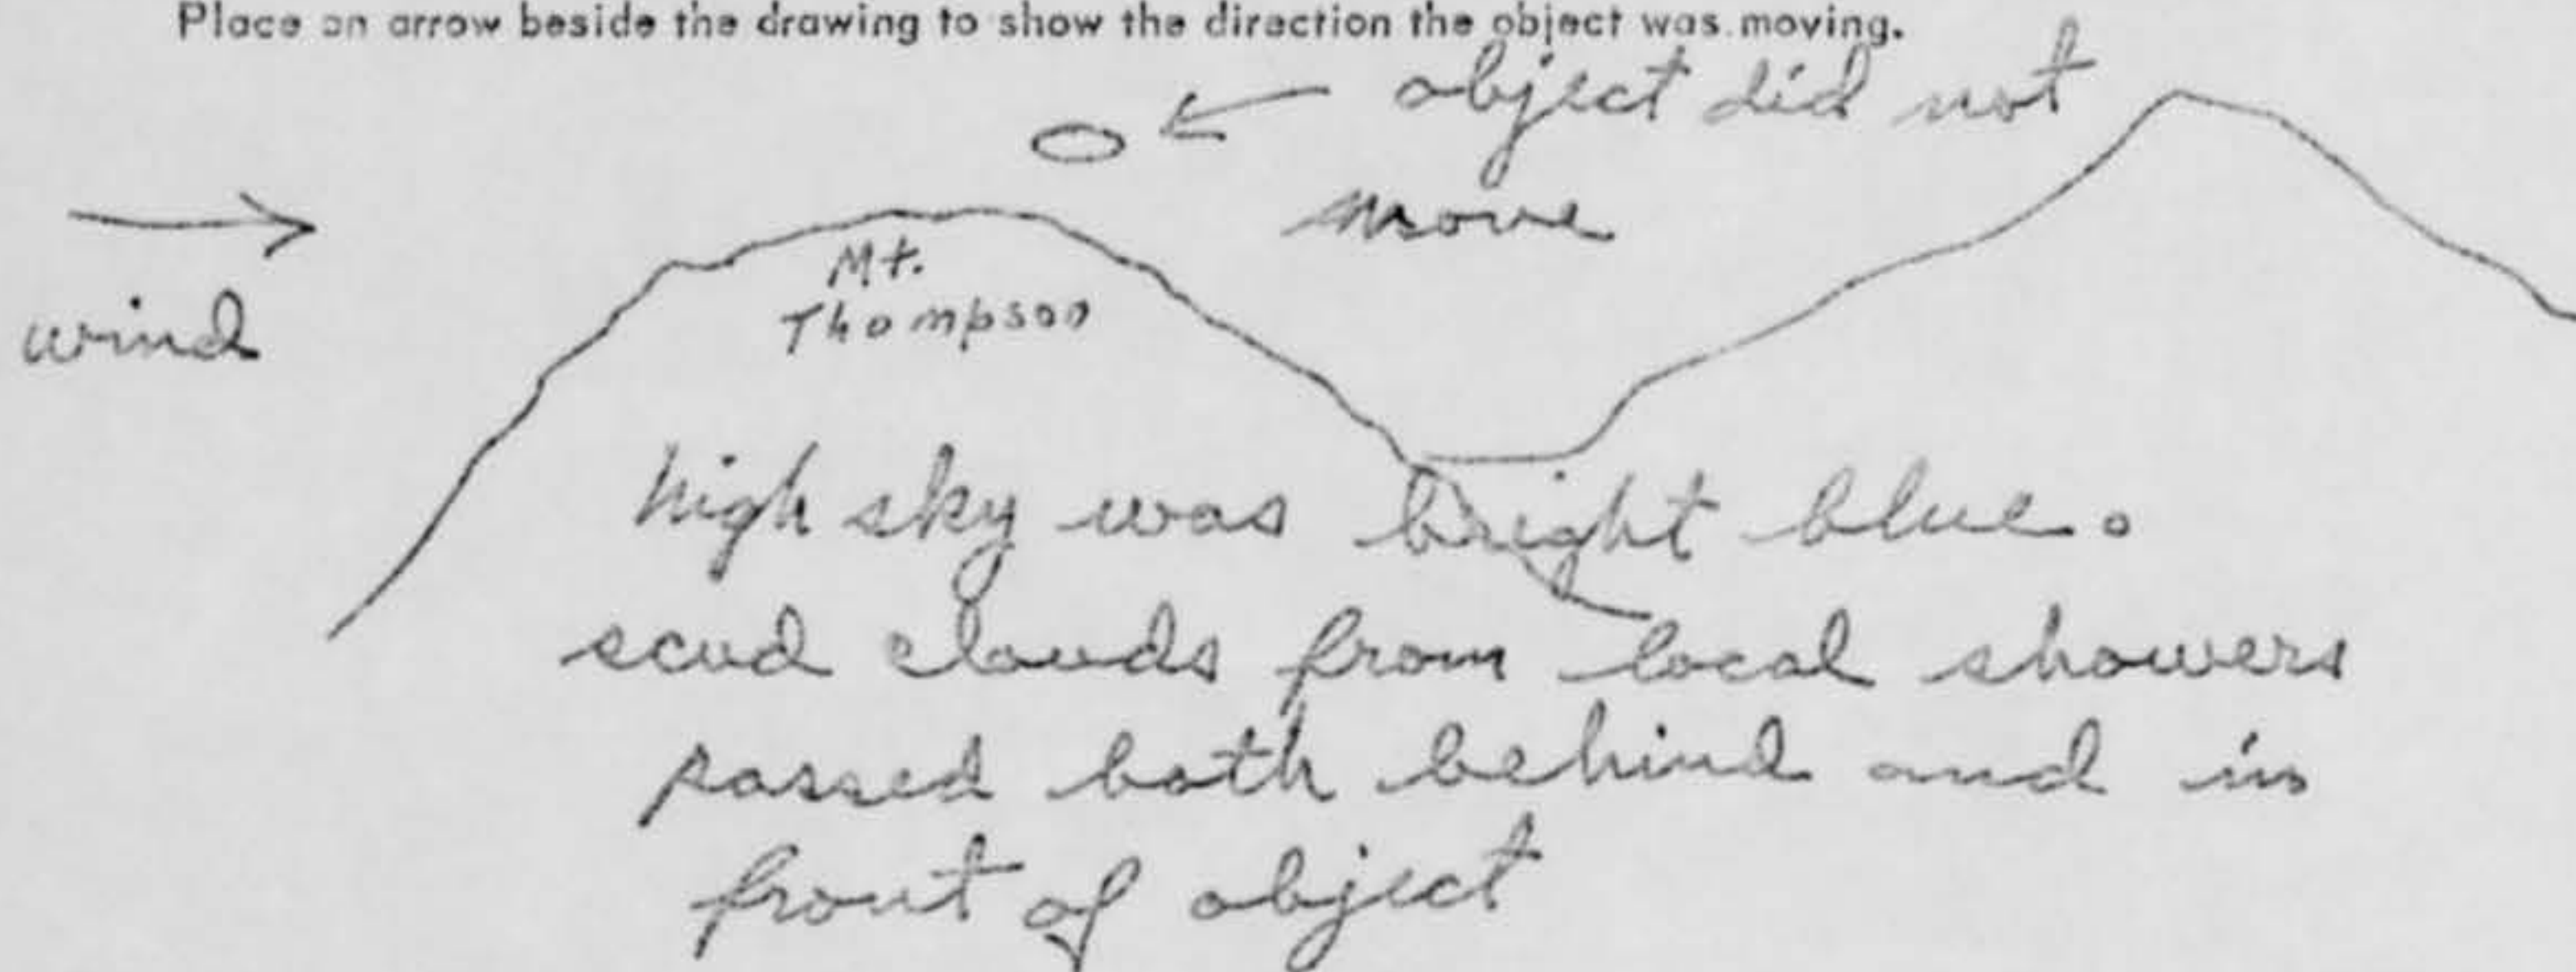 Place an arrow beside the drawing to show the direction the object was moving.
object did not
move
wind
Mt.
Thompson
high sky was bright blue.
scud clouds from local showers
passed both behind and in
front of object